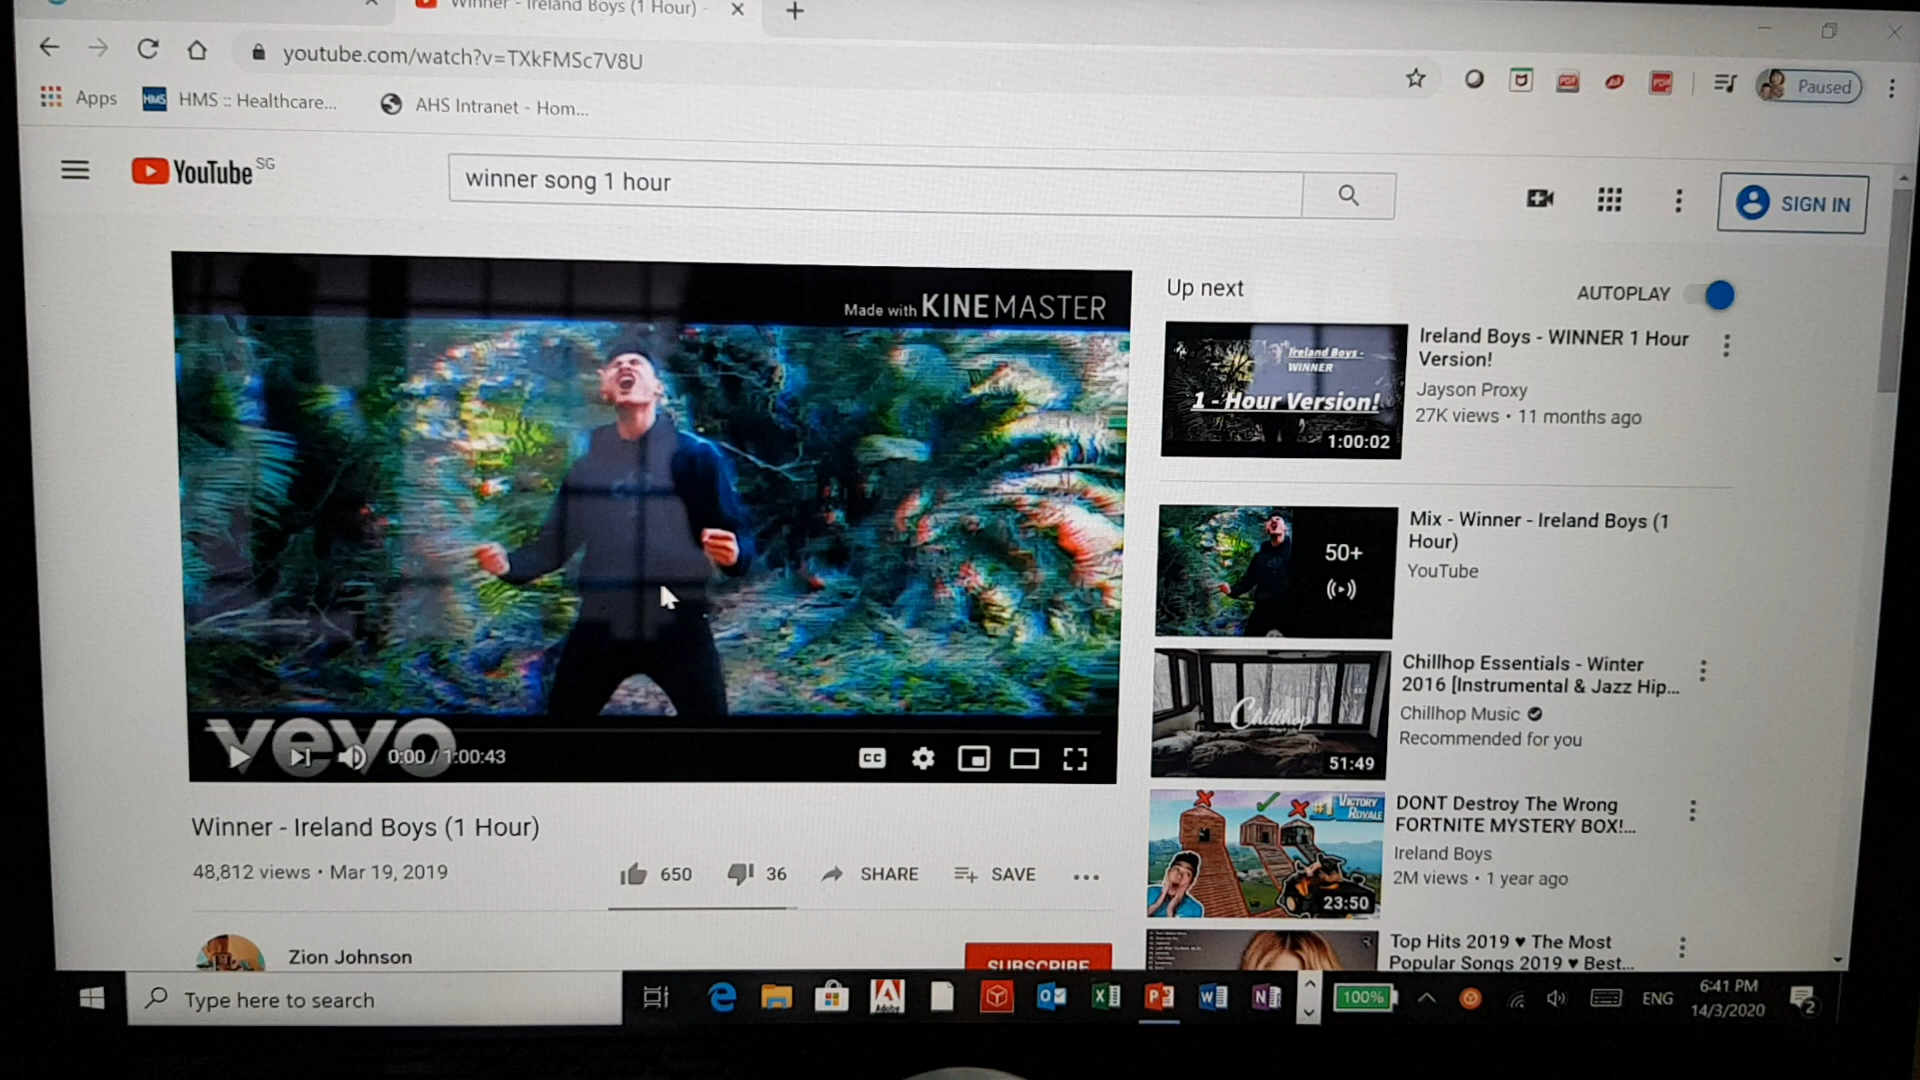 Winner - Ireland Boys (1 Hour) -
youtube.com/watch?v=TXkFMSc7V8U
Paused
Apps
HMS
HMS :: Healthcare...
AHS Intranet - Hom...
YouTube SG
winner song 1 hour
SIGN IN
Made with KINEMASTER
vevo
0:00 / 1:00:43
CC
Winner - Ireland Boys (1 Hour)
48,812 views • Mar 19, 2019
650
36
SHARE
SAVE
Zion Johnson
SUBSCRIBE
Up next
AUTOPLAY
Ireland Boys -
WINNER
1 - Hour Version!
1:00:02
Ireland Boys - WINNER 1 Hour
Version!
Jayson Proxy
27K views • 11 months ago
50+
Mix - Winner - Ireland Boys (1
Hour)
YouTube
Chillhop
51:49
Chillhop Essentials - Winter
2016 [Instrumental & Jazz Hip...
Chillhop Music
Recommended for you
#1 VICTORY
ROYALE
23:50
DONT Destroy The Wrong
FORTNITE MYSTERY BOX!...
Ireland Boys
2M views • 1 year ago
Top Hits 2019 ♥ The Most
Popular Songs 2019 ♥ Best...
Type here to search
Adobe
100%
ENG
6:41 PM
14/3/2020
2